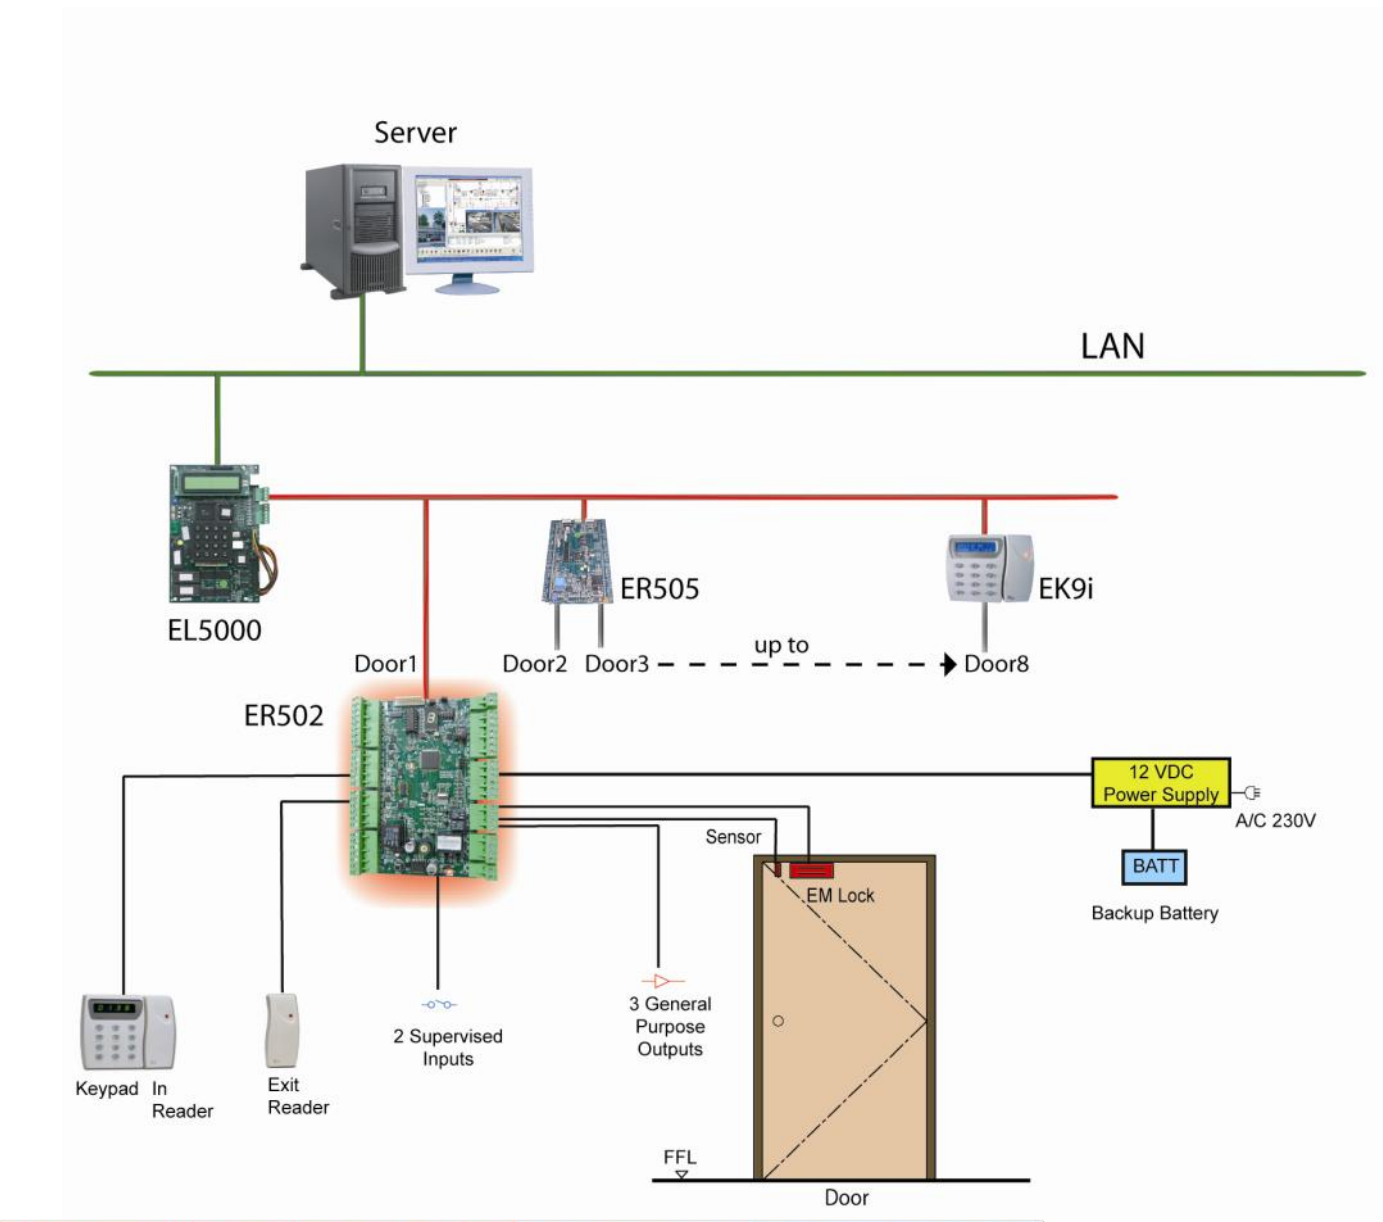 Server
LAN
EL5000
ER505
EK9i
Door1
Door2
Door3
up to
Door8
ER502
12 VDC
Power Supply
A/C 230V
BATT
Backup Battery
Sensor
EM Lock
2 Supervised
Inputs
3 General
Purpose
Outputs
Keypad
In
Reader
Exit
Reader
FFL
Door